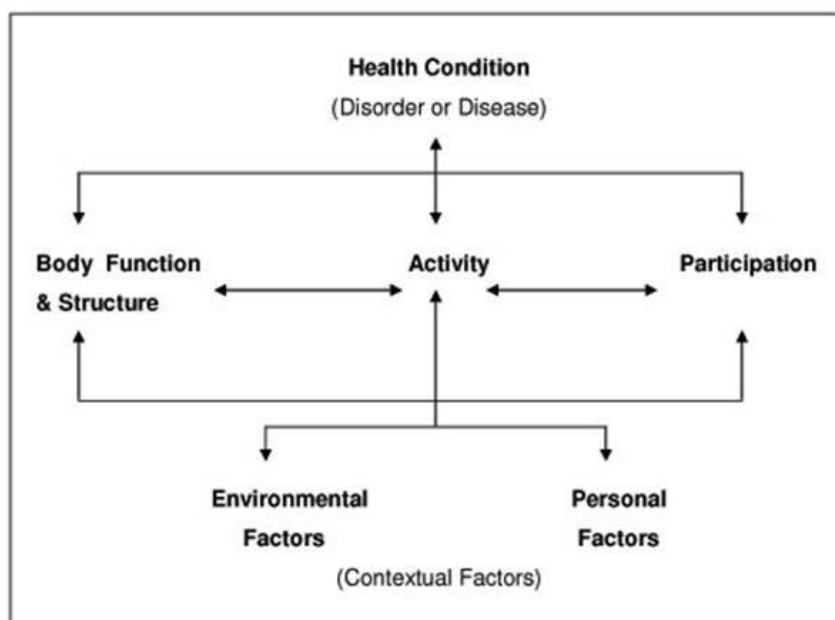 Health Condition
(Disorder or Disease)
Body Function
& Structure
Activity
Participation
Environmental
Factors
Personal
Factors
(Contextual Factors)